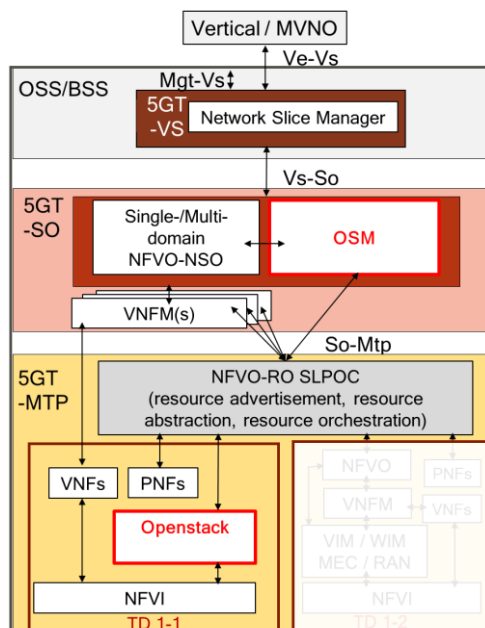 Vertical / MVNO
Ve-Vs
Mgt-Vs
OSS/BSS
5GT
-VS
Network Slice Manager
Vs-So
5GT
-SO
Single-/Multi-
domain
NFVO-NSO
OSM
VNFM(s)
So-Mtp
5GT
-MTP
NFVO-RO SLPOC
(resource advertisement, resource
abstraction, resource orchestration)
VNFs
PNFs
Openstack
NFVI
TD 1-1
NFVO
PNFs
VNFM
VNFs
VIM / WIM
MEC / RAN
NFVI
TD 1-2